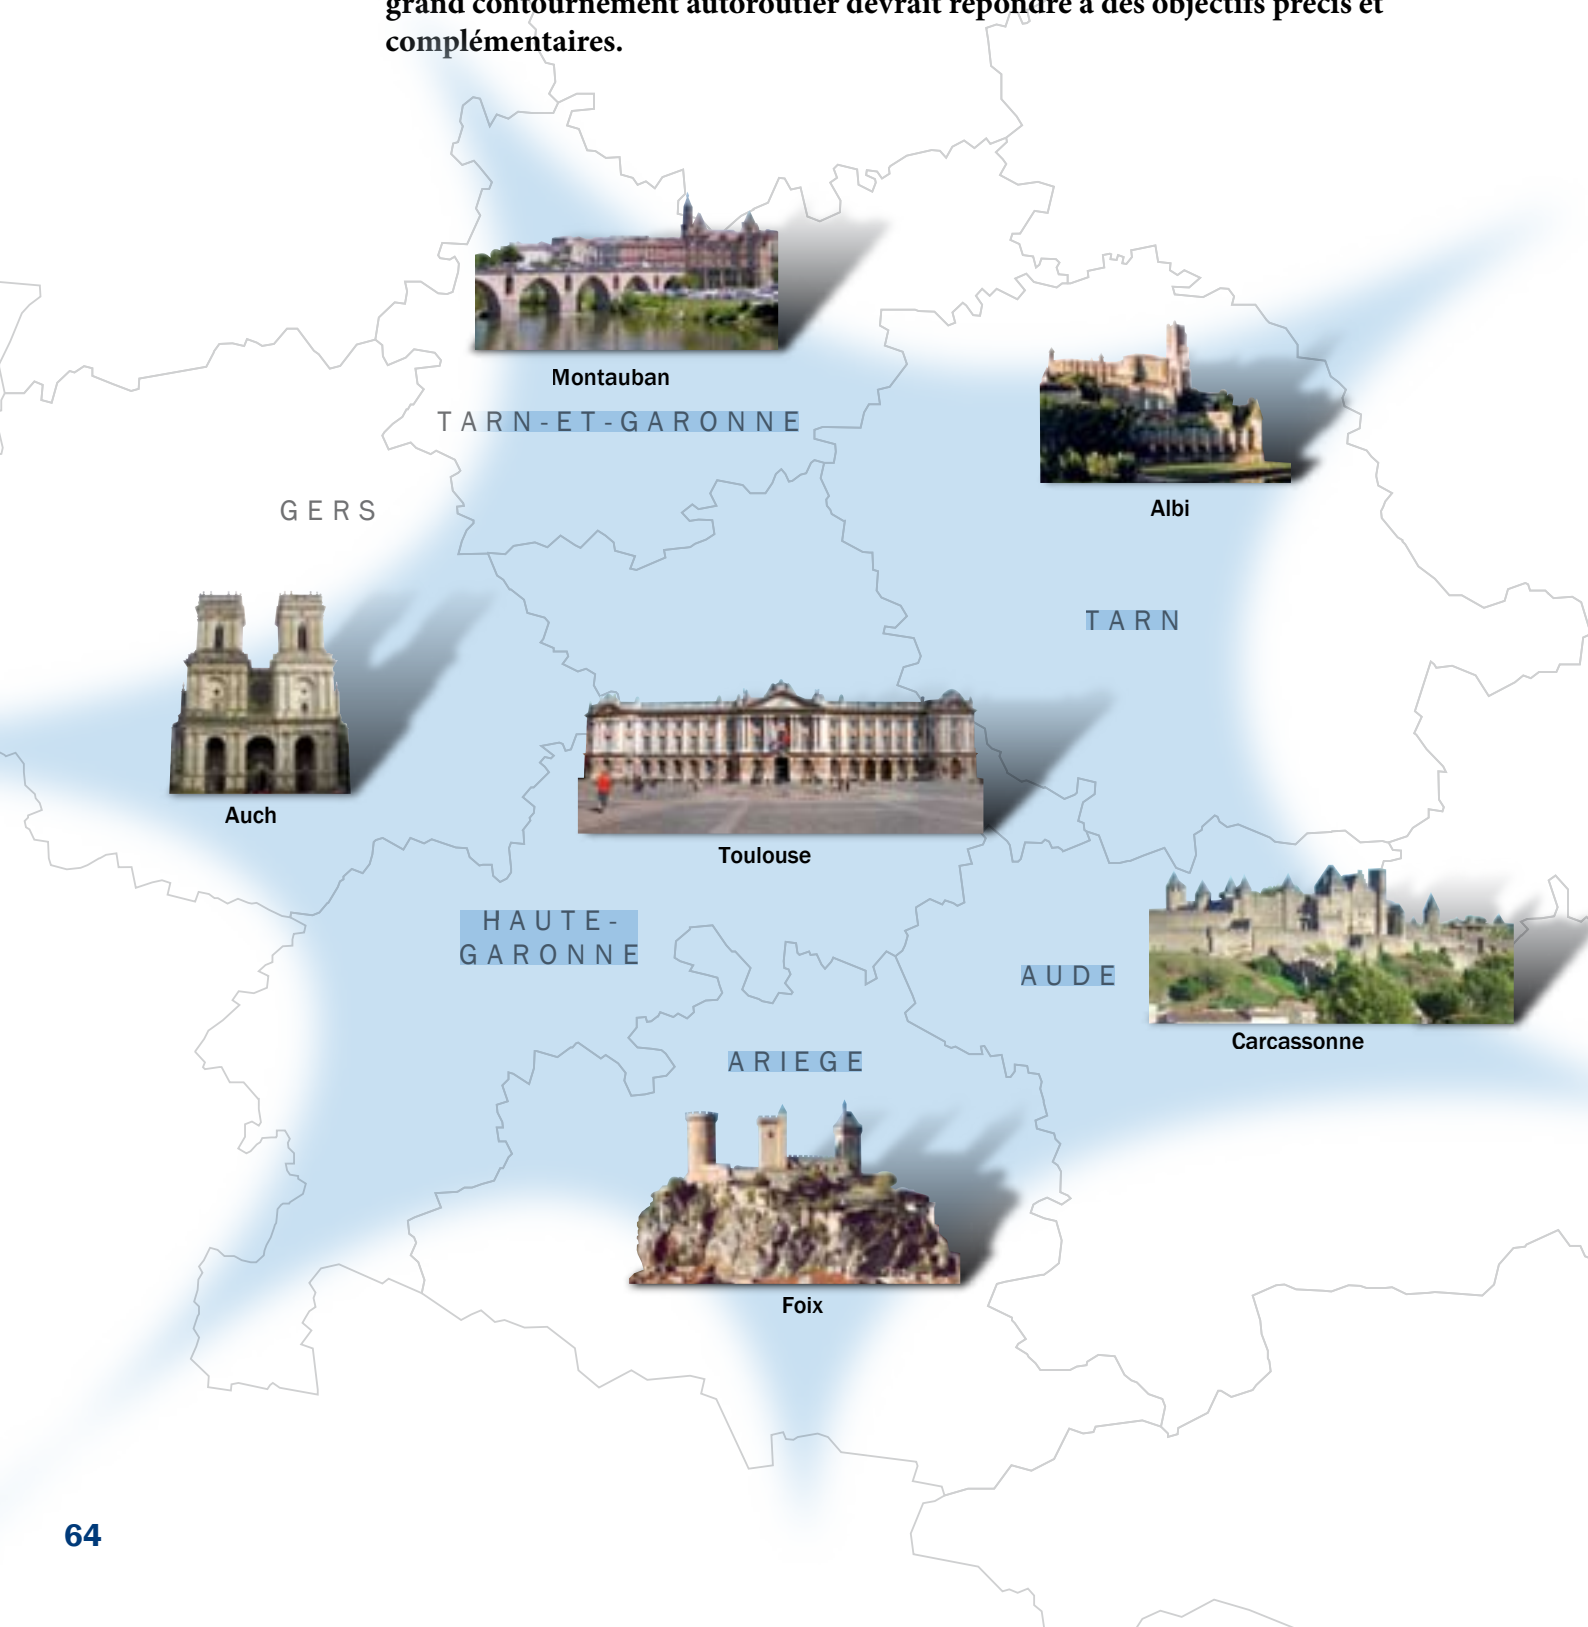 grand contournement autoroutier devrait répondre à des objectifs précis et
complémentaires.
Montauban
TARN-ET-GARONNE
Albi
GERS
TARN
Auch
Toulouse
HAUTE-
GARONNE
AUDE
Carcassonne
ARIEGE
Foix
64